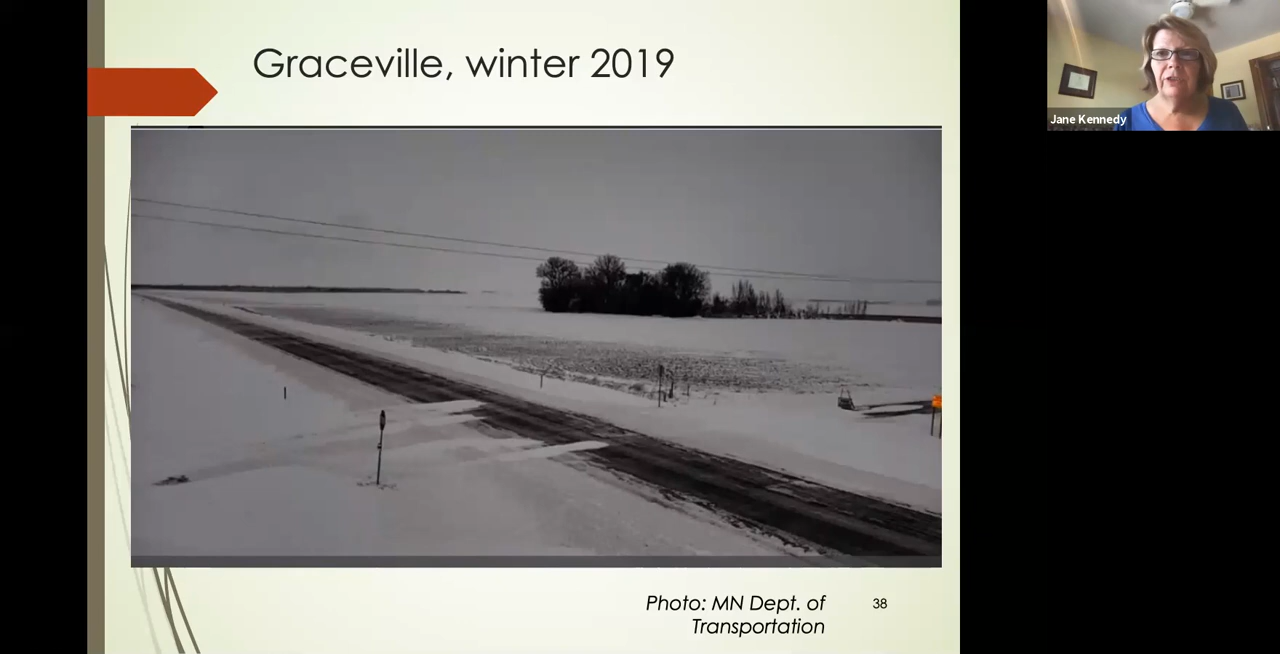 Graceville, winter 2019
Jane Kennedy
Photo: MN Dept. of
Transportation
38